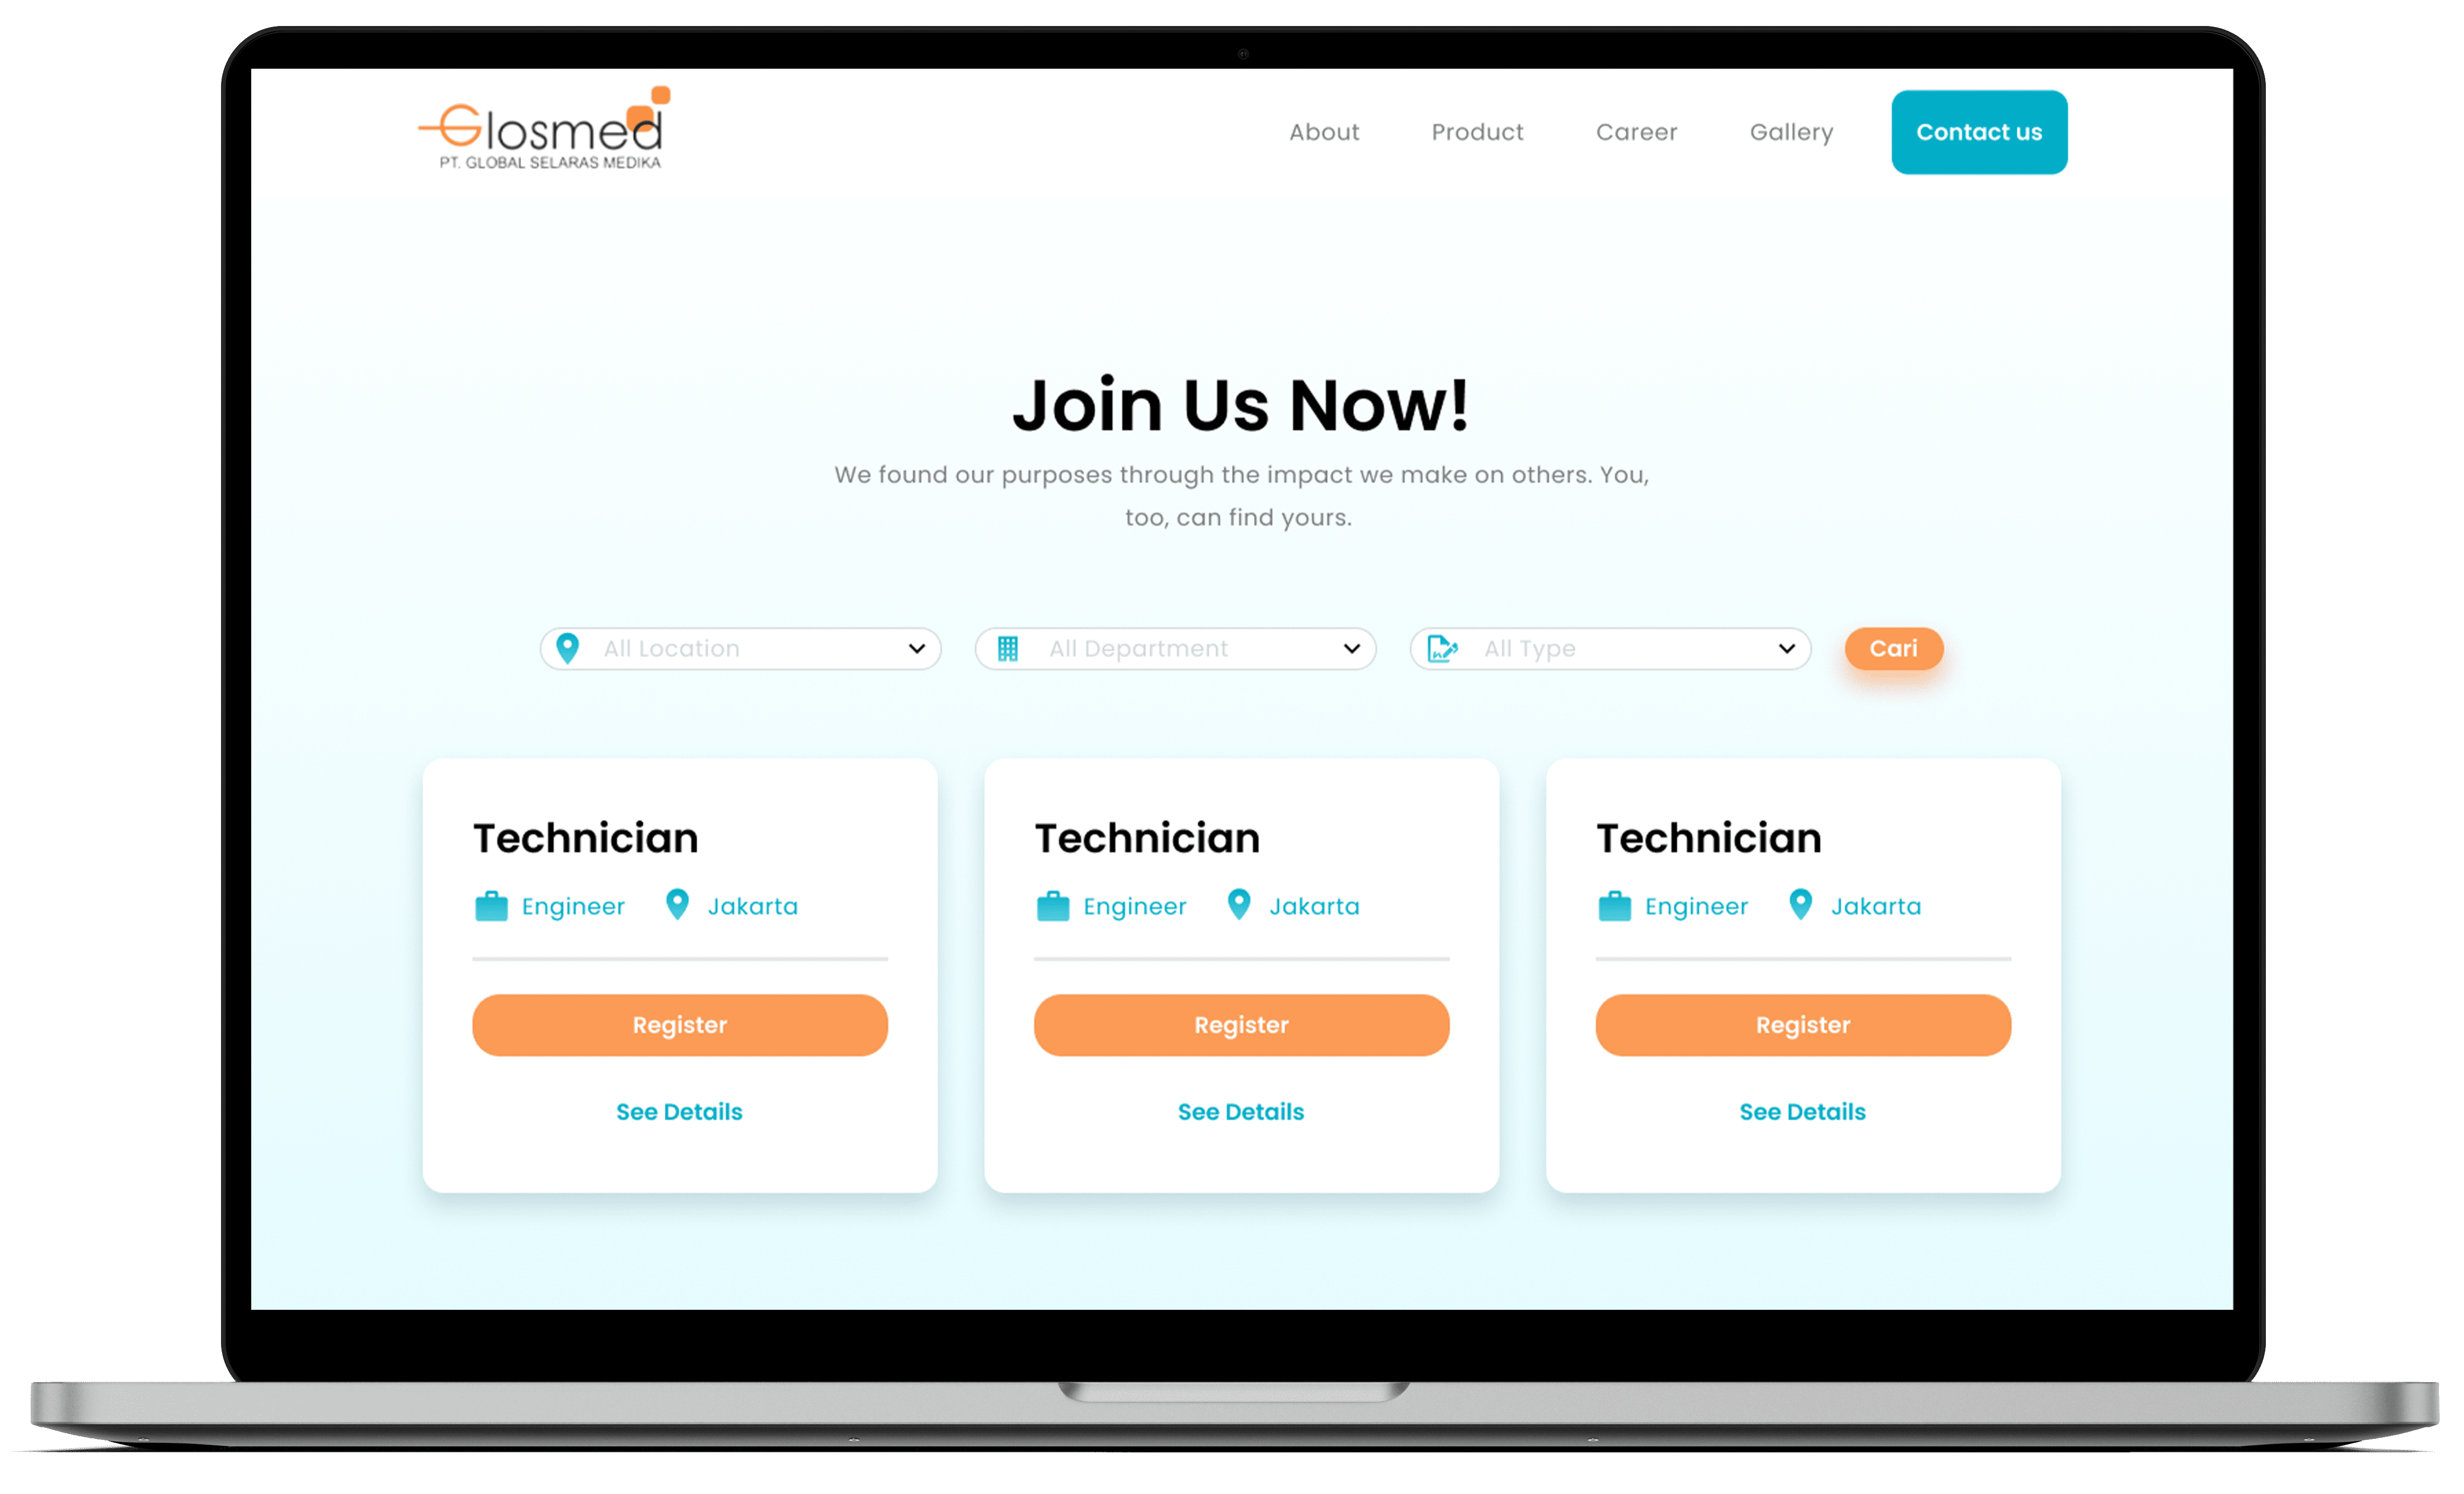 Glosmed
PT. GLOBAL SELARAS MEDIKA
About Product Career Gallery Contact us
Join Us Now!
We found our purposes through the impact we make on others. You,
too, can find yours.
All Location All Department All Type Cari
Technician Technician Technician
Engineer Jakarta Engineer Jakarta Engineer Jakarta
Register Register Register
See Details See Details See Details